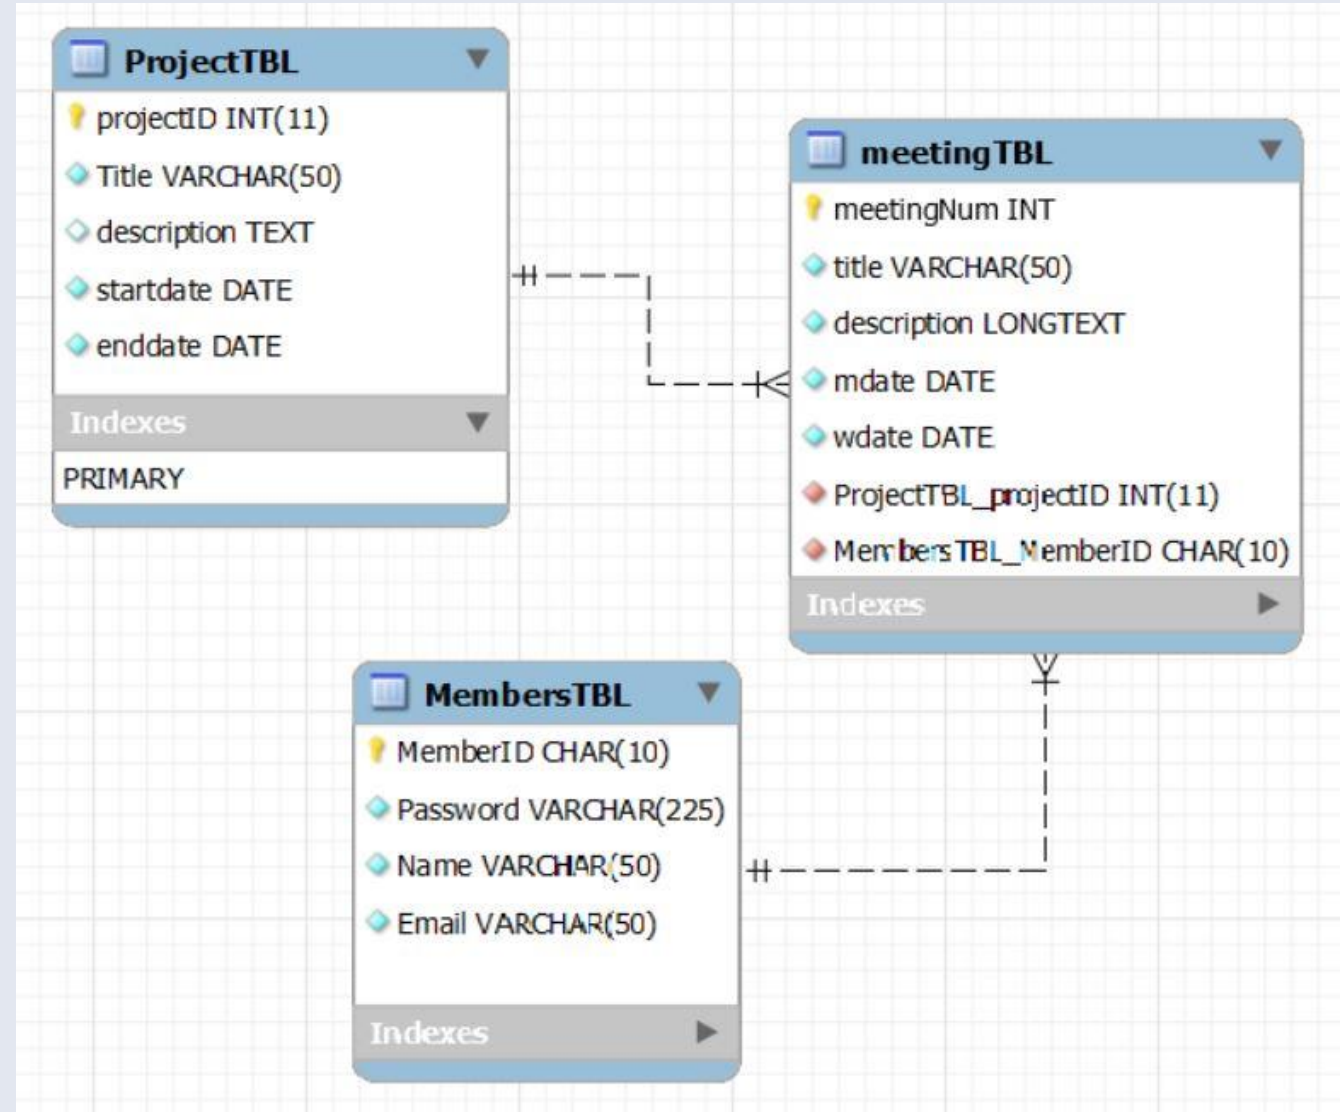 ProjectTBL
projectID INT(11)
Title VARCHAR(50)
description TEXT
startdate DATE
enddate DATE
Indexes
PRIMARY
meetingTBL
meetingNum INT
title VARCHAR(50)
description LONGTEXT
mdate DATE
wdate DATE
ProjectTBL_projectID INT(11)
MembersTBL_MemberID CHAR(10)
Indexes
MembersTBL
MemberID CHAR(10)
Password VARCHAR(225)
Name VARCHAR(50)
Email VARCHAR(50)
Indexes